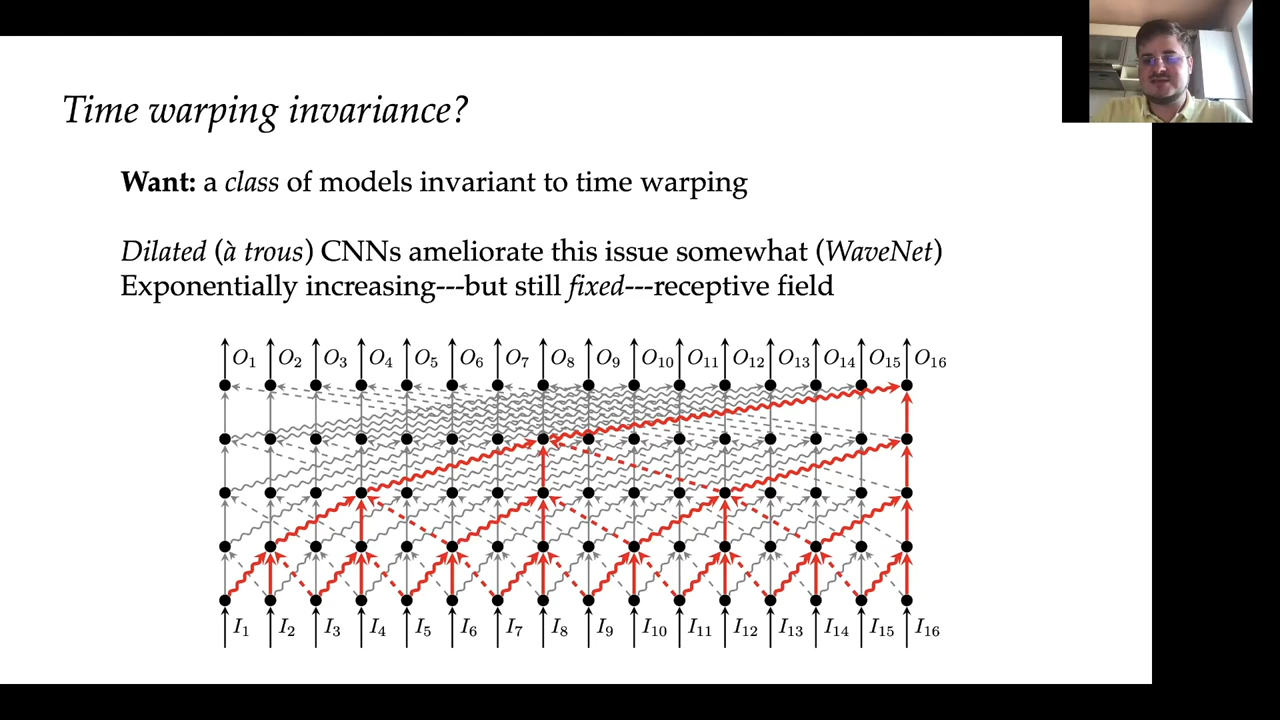 Time warping invariance?
Want: a class of models invariant to time warping
Dilated (à trous) CNNs ameliorate this issue somewhat (WaveNet)
Exponentially increasing---but still fixed---receptive field
O₁ O₂ O₃ O₄ O₅ O₆ O₇ O₈ O₉ O₁₀ O₁₁ O₁₂ O₁₃ O₁₄ O₁₅ O₁₆
I₁ I₂ I₃ I₄ I₅ I₆ I₇ I₈ I₉ I₁₀ I₁₁ I₁₂ I₁₃ I₁₄ I₁₅ I₁₆